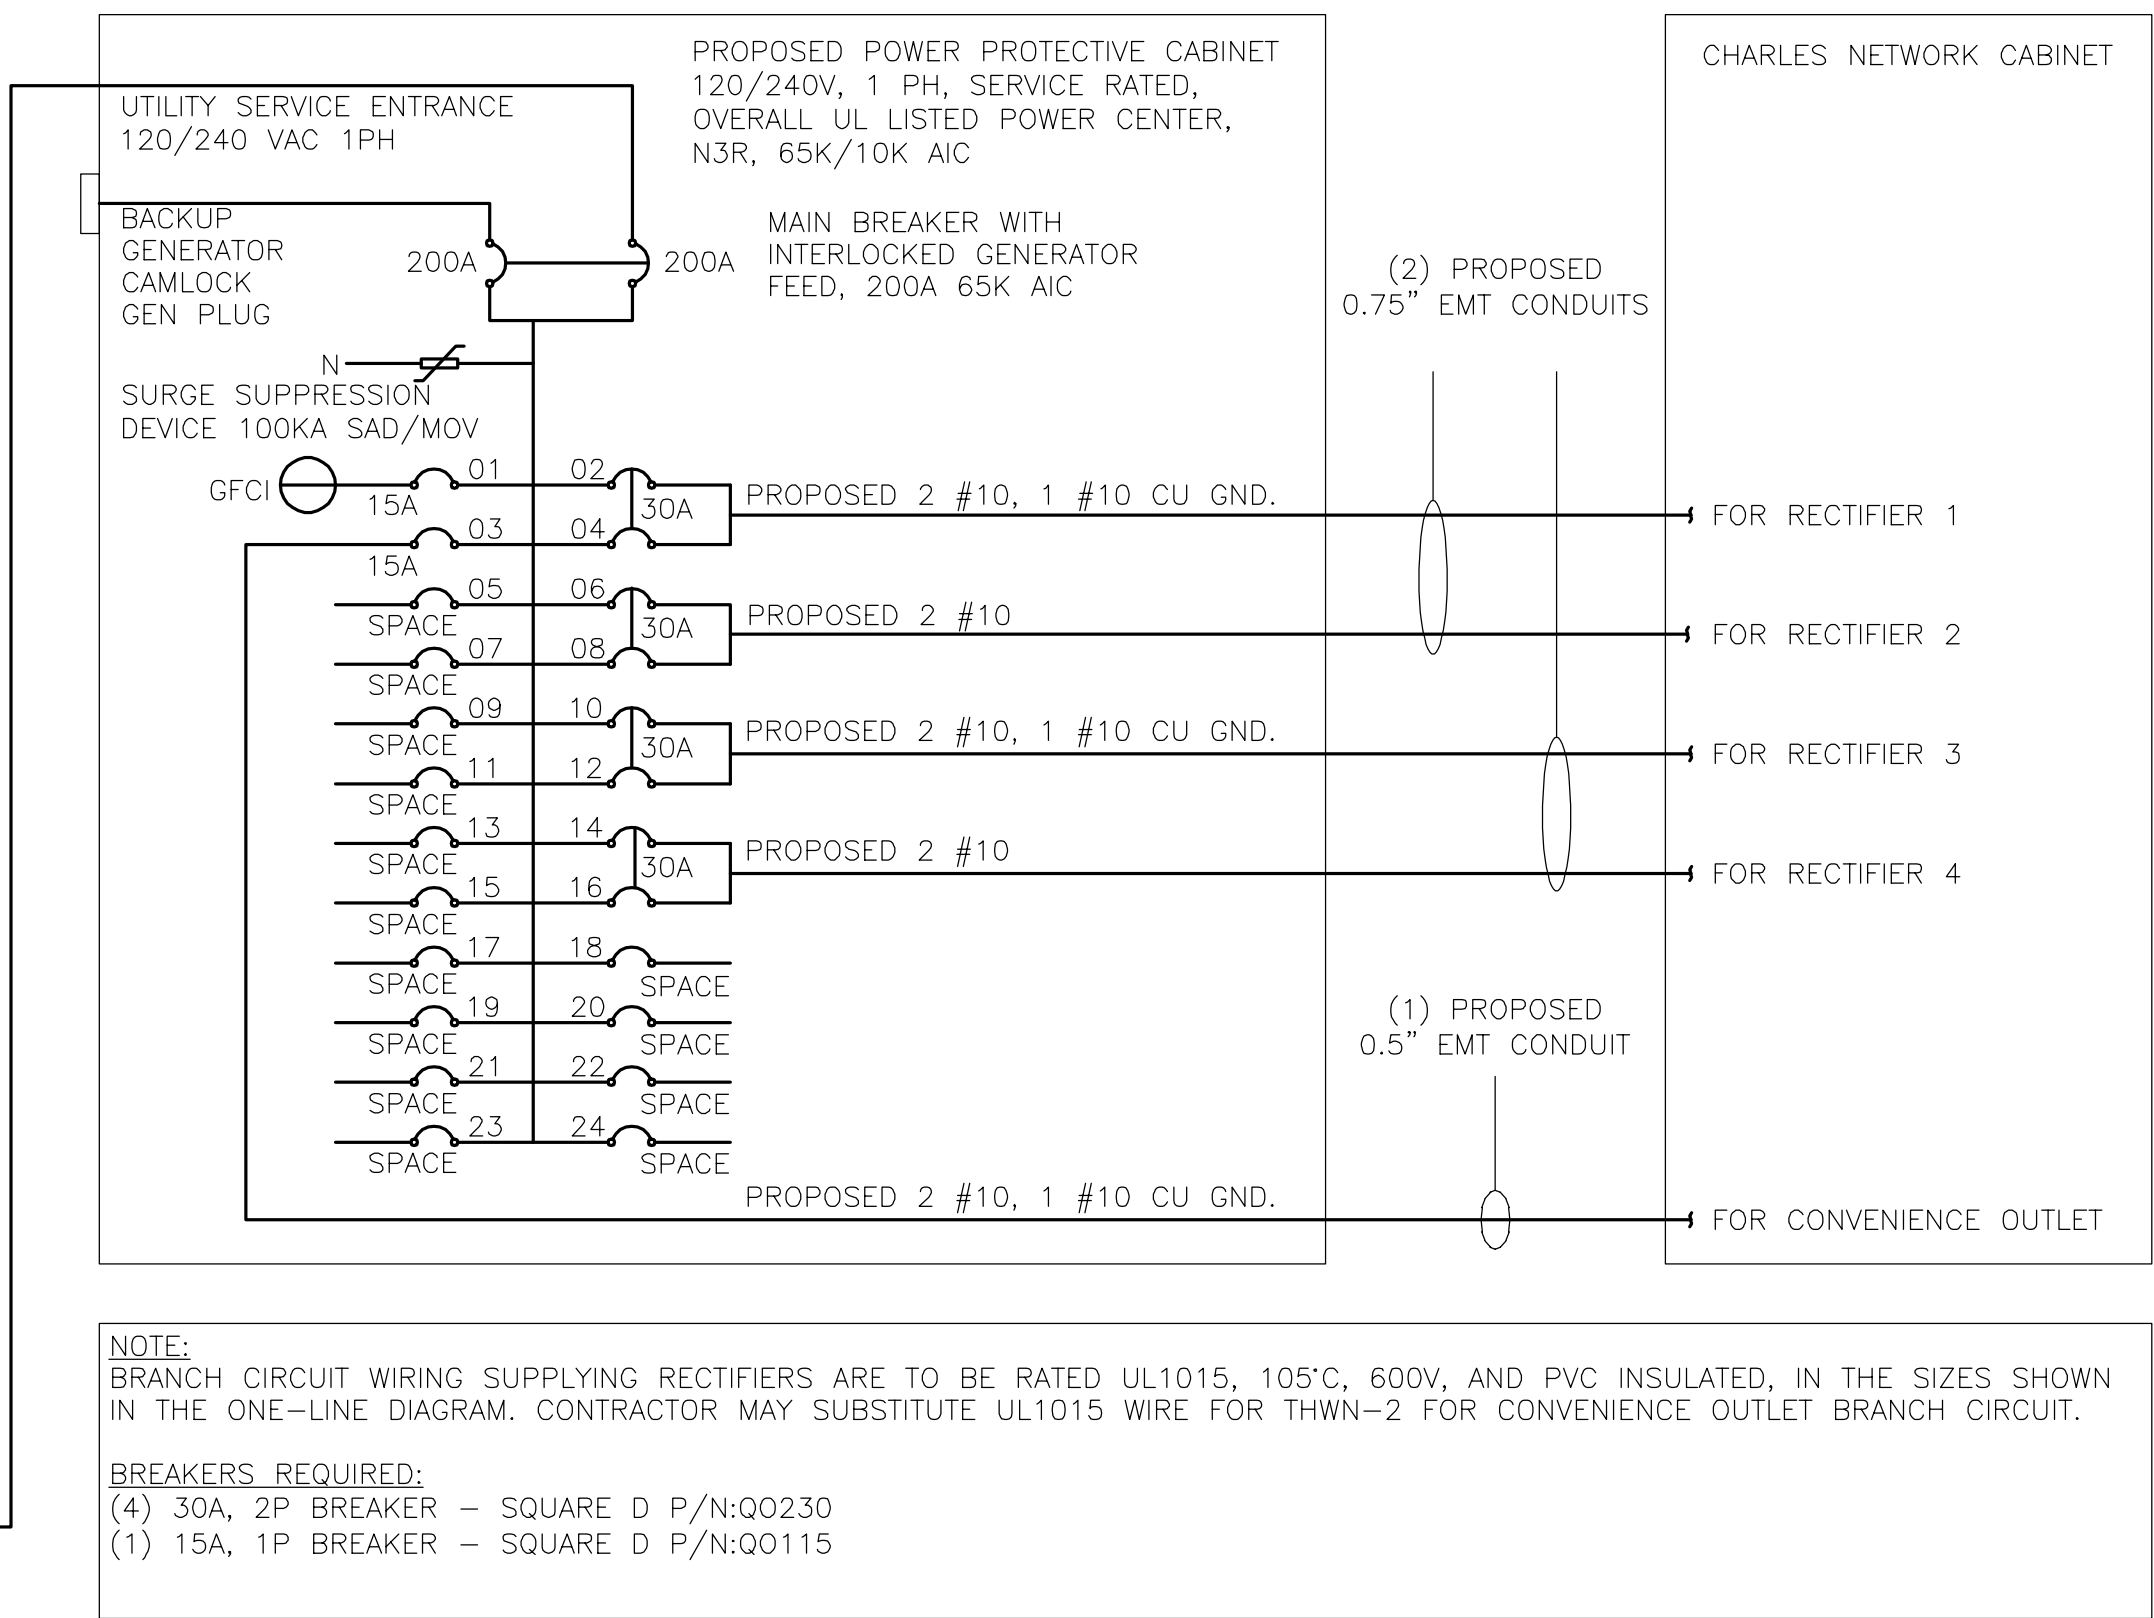 PROPOSED POWER PROTECTIVE CABINET
120/240V, 1 PH, SERVICE RATED,
OVERALL UL LISTED POWER CENTER,
N3R, 65K/10K AIC
CHARLES NETWORK CABINET
UTILITY SERVICE ENTRANCE
120/240 VAC 1PH
BACKUP
GENERATOR
CAMLOCK
GEN PLUG
200A
200A
MAIN BREAKER WITH
INTERLOCKED GENERATOR
FEED, 200A 65K AIC
(2) PROPOSED
0.75" EMT CONDUITS
N
SURGE SUPPRESSION
DEVICE 100KA SAD/MOV
GFCI
15A
01
02
30A
PROPOSED 2 #10, 1 #10 CU GND.
FOR RECTIFIER 1
15A
03
04
SPACE
05
06
30A
PROPOSED 2 #10
FOR RECTIFIER 2
SPACE
07
08
SPACE
09
10
30A
PROPOSED 2 #10, 1 #10 CU GND.
FOR RECTIFIER 3
SPACE
11
12
SPACE
13
14
30A
PROPOSED 2 #10
FOR RECTIFIER 4
SPACE
15
16
SPACE
17
18
SPACE
SPACE
19
20
SPACE
SPACE
21
22
SPACE
SPACE
23
24
SPACE
(1) PROPOSED
0.5" EMT CONDUIT
PROPOSED 2 #10, 1 #10 CU GND.
FOR CONVENIENCE OUTLET
NOTE:
BRANCH CIRCUIT WIRING SUPPLYING RECTIFIERS ARE TO BE RATED UL1015, 105°C, 600V, AND PVC INSULATED, IN THE SIZES SHOWN
IN THE ONE-LINE DIAGRAM. CONTRACTOR MAY SUBSTITUTE UL1015 WIRE FOR THWN-2 FOR CONVENIENCE OUTLET BRANCH CIRCUIT.
BREAKERS REQUIRED:
(4) 30A, 2P BREAKER - SQUARE D P/N:QO230
(1) 15A, 1P BREAKER - SQUARE D P/N:QO115